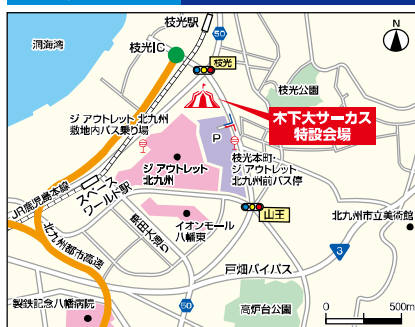 枝光駅
洞海湾
枝光IC
50
枝光
N
枝光公園
ジ アウトレット 北九州
敷地内バス乗り場
木下大サーカス
特設会場
P
枝光本町・
ジ アウトレット
北九州前バス停
ジ アウトレット
北九州
JR鹿児島本線
スペース
ワールド駅
山王
イオンモール
八幡東
北九州市立美術館
北九州都市高速
3
戸畑バイパス
製鉄記念八幡病院
50
高炉台公園
0
500m